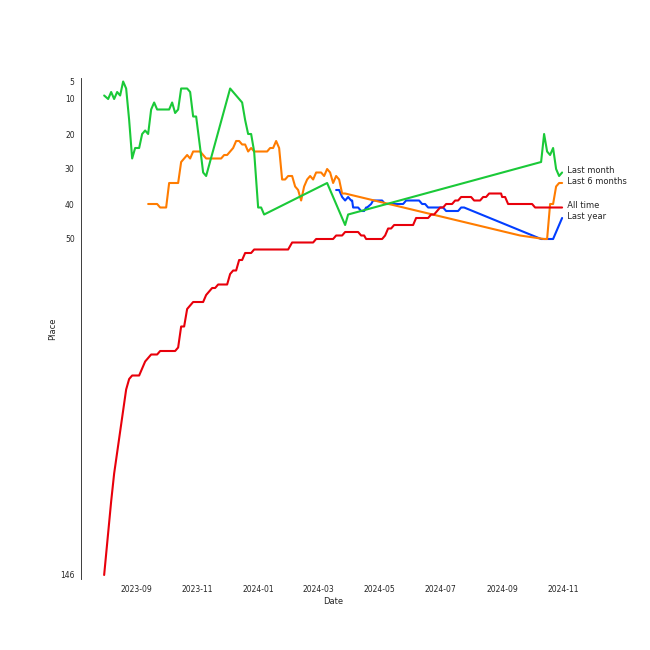 5
10
20
30
40
50
146
Place
2023-09
2023-11
2024-01
2024-03
2024-05
2024-07
2024-09
2024-11
Date
Last month
Last 6 months
All time
Last year